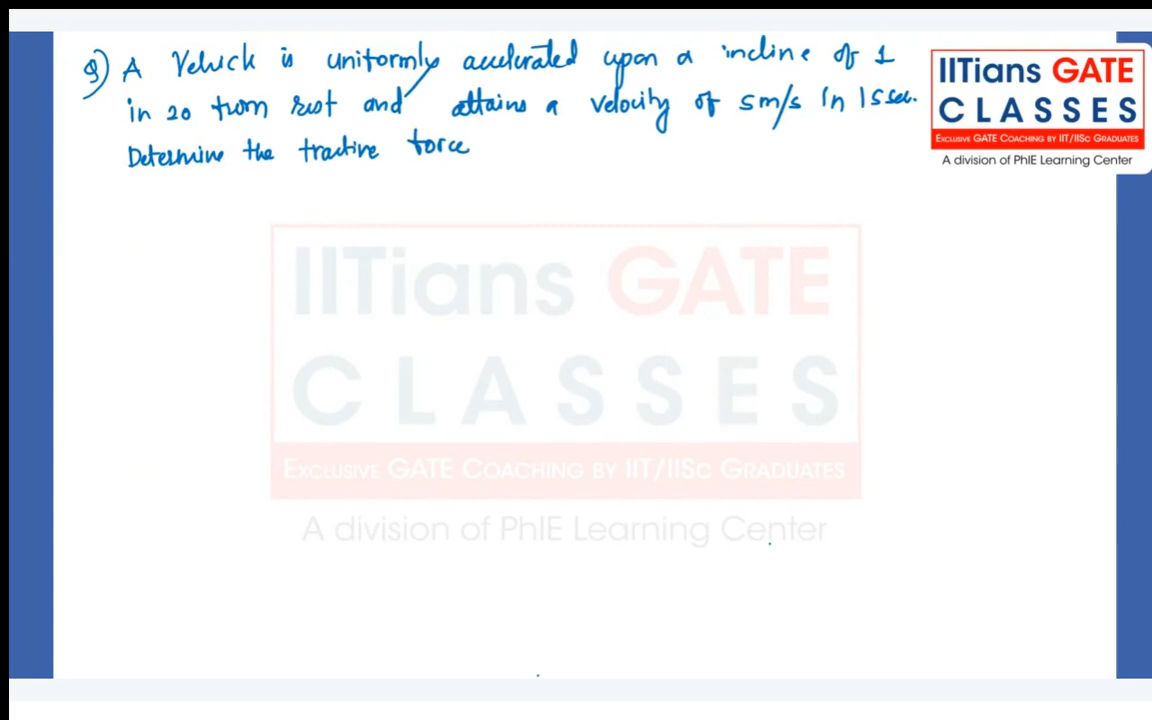 Q) A Vehicle is uniformly accelerated upon a incline of 1
in 20 from rest and attains a velocity of 5m/s in 15sec.
Determine the tractive force
IITians GATE
CLASSES
EXCLUSIVE GATE COACHING BY IIT/IISC GRADUATES
A division of PhIE Learning Center
IITians GATE
CLASSES
EXCLUSIVE GATE COACHING BY IIT/IISC GRADUATES
A division of PhIE Learning Center